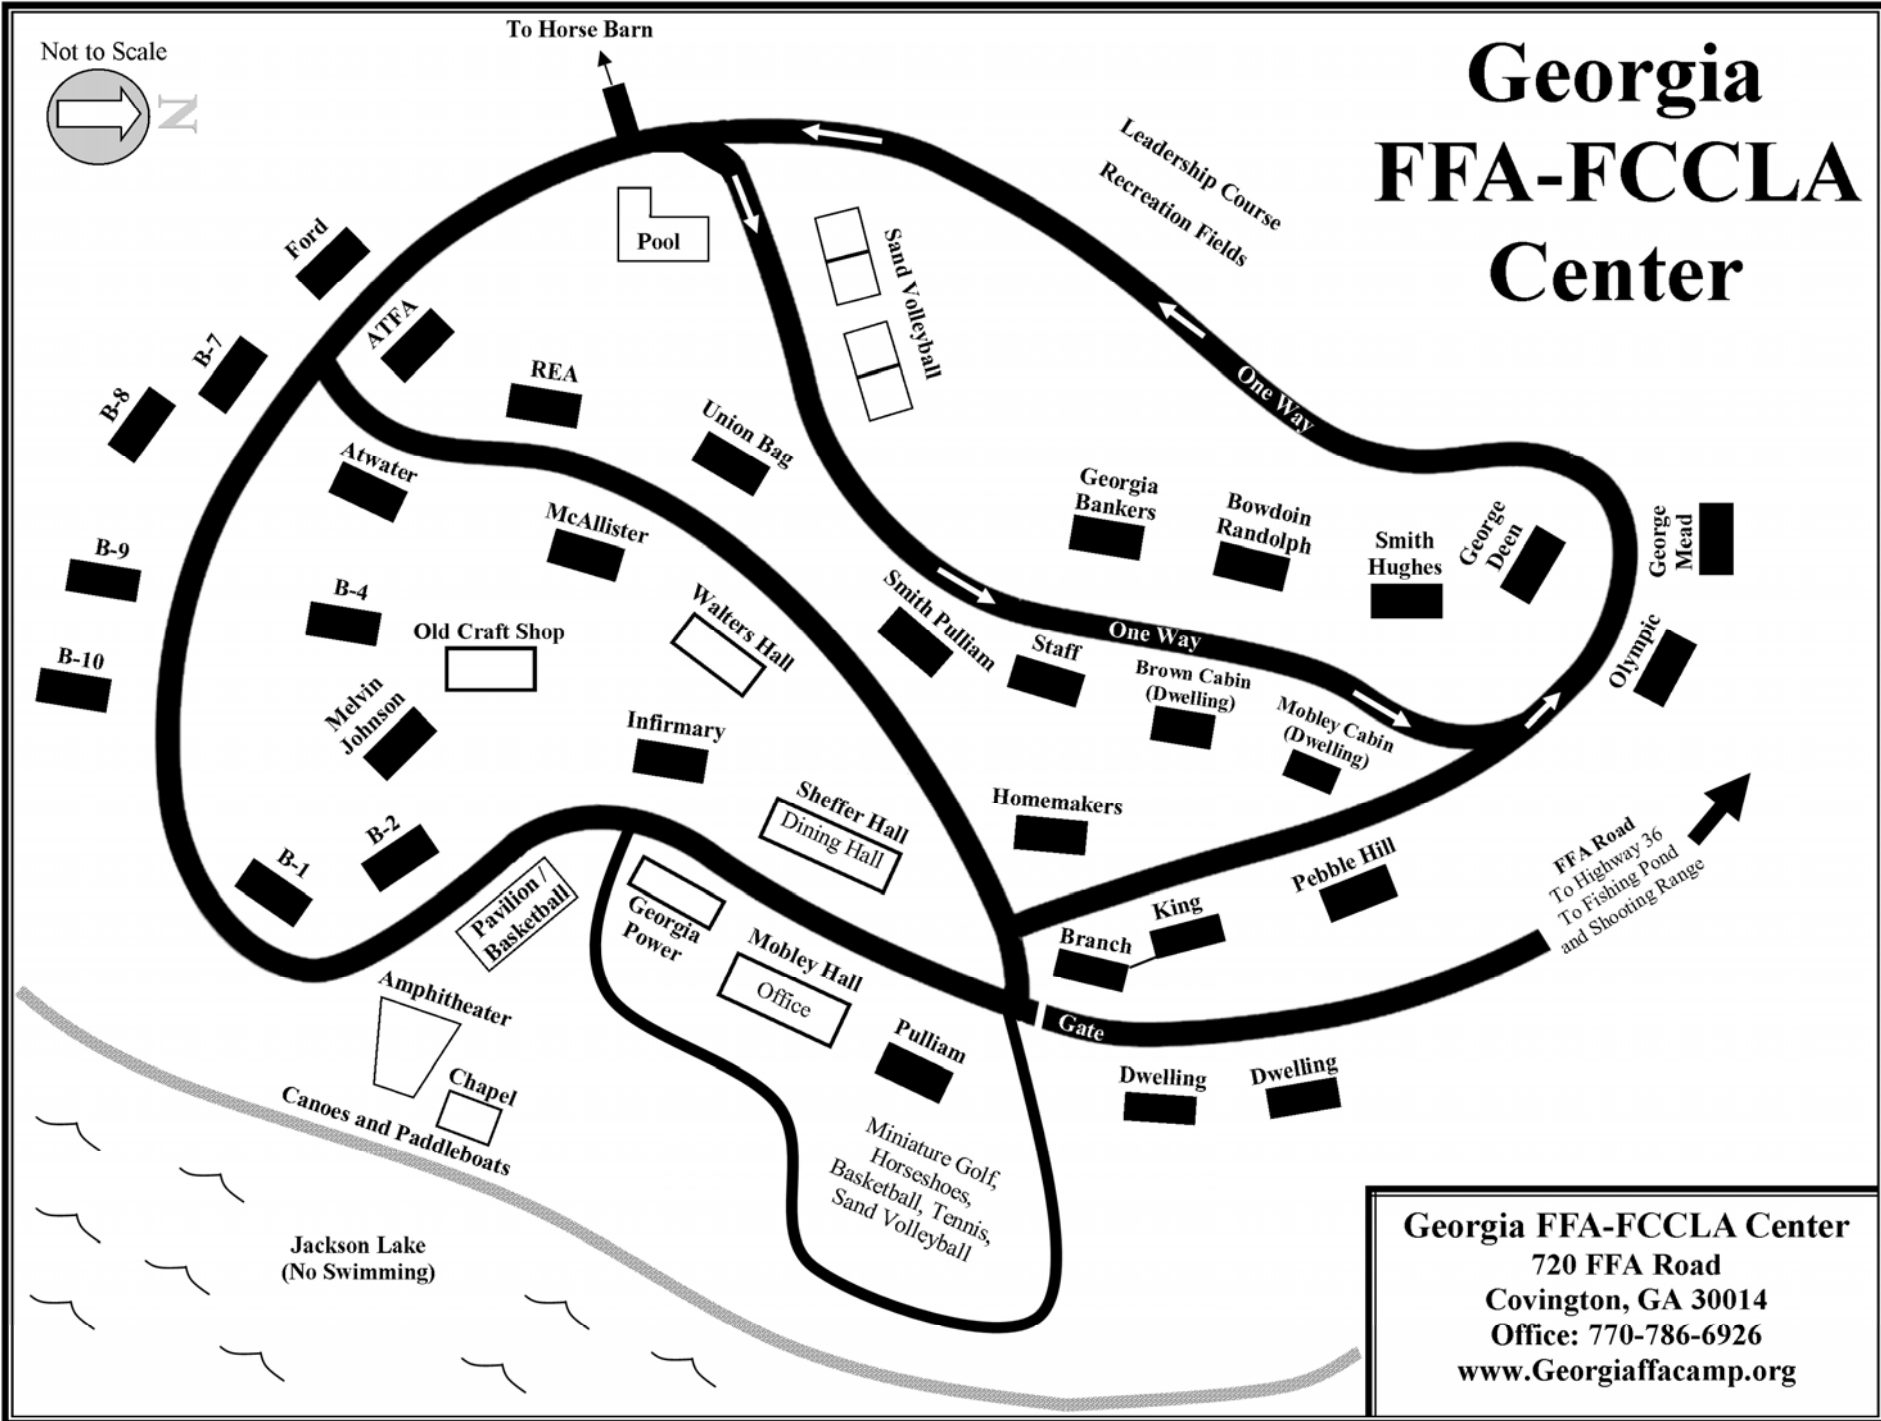 To Horse Barn
Not to Scale
N
Georgia
FFA-FCCLA
Center
Leadership Course
Recreation Fields
Pool
Sand Volleyball
Ford
ATFA
B-7
B-8
REA
Union Bag
One Way
Atwater
McAllister
Georgia
Bankers
Bowdoin
Randolph
Smith
Hughes
George
Deen
George
Mead
B-9
B-4
Old Craft Shop
Walters Hall
Smith Pulliam
Staff
One Way
Brown Cabin
(Dwelling)
Mobley Cabin
(Dwelling)
Olympic
B-10
Melvin
Johnson
Infirmary
Sheffer Hall
Dining Hall
Homemakers
B-2
B-1
Pavilion /
Basketball
Georgia
Power
Mobley Hall
Office
Pebble Hill
King
Branch
FFA Road
To Highway 36
To Fishing Pond
and Shooting Range
Gate
Amphitheater
Chapel
Pulliam
Dwelling
Dwelling
Canoes and Paddleboats
Miniature Golf,
Horseshoes,
Basketball, Tennis,
Sand Volleyball
Jackson Lake
(No Swimming)
Georgia FFA-FCCLA Center
720 FFA Road
Covington, GA 30014
Office: 770-786-6926
www.Georgiaffacamp.org